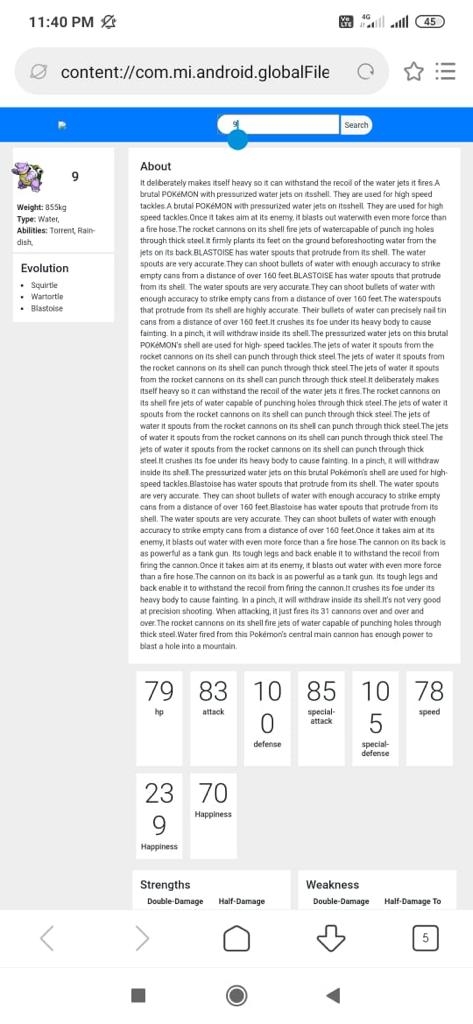 11:40 PM
Vo LTE 4G 45
content://com.mi.android.globalFile
9 Search
9
Weight: 855kg
Type: Water,
Abilities: Torrent, Rain-
dish,
Evolution
Squirtle
Wartortle
Blastoise
About
It deliberately makes itself heavy so it can withstand the recoil of the water jets it fires.A
brutal POKéMON with pressurized water jets on itsshell. They are used for high speed
tackles.A brutal POKéMON with pressurized water jets on itsshell. They are used for high
speed tackles.Once it takes aim at its enemy, it blasts out waterwith even more force than
a fire hose.The rocket cannons on its shell fire jets of watercapable of punch ing holes
through thick steel.It firmly plants its feet on the ground beforeshooting water from the
jets on its back.BLASTOISE has water spouts that protrude from its shell. The water
spouts are very accurate.They can shoot bullets of water with enough accuracy to strike
empty cans from a distance of over 160 feet.BLASTOISE has water spouts that protrude
from its shell. The water spouts are very accurate.They can shoot bullets of water with
enough accuracy to strike empty cans from a distance of over 160 feet.The waterspouts
that protrude from its shell are highly accurate. Their bullets of water can precisely nail tin
cans from a distance of over 160 feet.It crushes its foe under its heavy body to cause
fainting. In a pinch, it will withdraw inside its shell.The pressurized water jets on this brutal
POKéMON's shell are used for high- speed tackles.The jets of water it spouts from the
rocket cannons on its shell can punch through thick steel.The jets of water it spouts from
the rocket cannons on its shell can punch through thick steel.The jets of water it spouts
from the rocket cannons on its shell can punch through thick steel.It deliberately makes
itself heavy so it can withstand the recoil of the water jets it fires.The rocket cannons on
its shell fire jets of water capable of punching holes through thick steel.The jets of water it
spouts from the rocket cannons on its shell can punch through thick steel.The jets of
water it spouts from the rocket cannons on its shell can punch through thick steel.The jets
of water it spouts from the rocket cannons on its shell can punch through thick steel.The
jets of water it spouts from the rocket cannons on its shell can punch through thick
steel.It crushes its foe under its heavy body to cause fainting. In a pinch, it will withdraw
inside its shell.The pressurized water jets on this brutal Pokémon's shell are used for high-
speed tackles.Blastoise has water spouts that protrude from its shell. The water spouts
are very accurate. They can shoot bullets of water with enough accuracy to strike empty
cans from a distance of over 160 feet.Blastoise has water spouts that protrude from its
shell. The water spouts are very accurate. They can shoot bullets of water with enough
accuracy to strike empty cans from a distance of over 160 feet.Once it takes aim at its
enemy, it blasts out water with even more force than a fire hose.The cannon on its back is
as powerful as a tank gun. Its tough legs and back enable it to withstand the recoil from
firing the cannon.Once it takes aim at its enemy, it blasts out water with even more force
than a fire hose.The cannon on its back is as powerful as a tank gun. Its tough legs and
back enable it to withstand the recoil from firing the cannon.It crushes its foe under its
heavy body to cause fainting. In a pinch, it will withdraw inside its shell.It's not very good
at precision shooting. When attacking, it just fires its 31 cannons over and over and
over.The rocket cannons on its shell fire jets of water capable of punching holes through
thick steel.Water fired from this Pokémon's central main cannon has enough power to
blast a hole into a mountain.
79 83 10 85 10 78
hp attack 0 special- 5 speed
defense attack special-
defense
23 70
9 Happiness
Happiness
Strengths Weakness
Double-Damage Half-Damage Double-Damage Half-Damage To
5